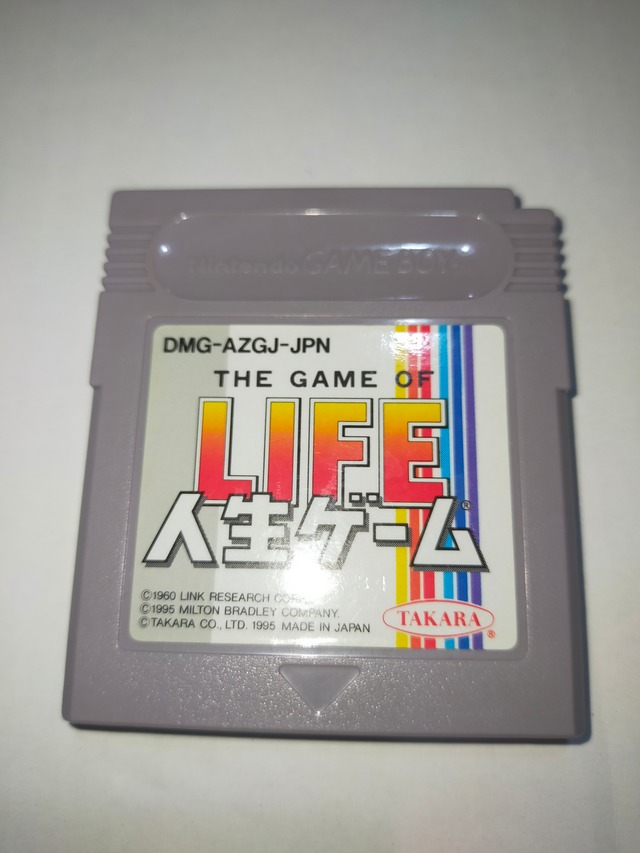 Nintendo GAME BOY
DMG-AZGJ-JPN
THE GAME OF
LIFE
人生ゲーム®
©1960 LINK RESEARCH
©1995 MILTON BRADLEY COMPANY.
©TAKARA CO., LTD. 1995 MADE IN JAPAN
TAKARA®